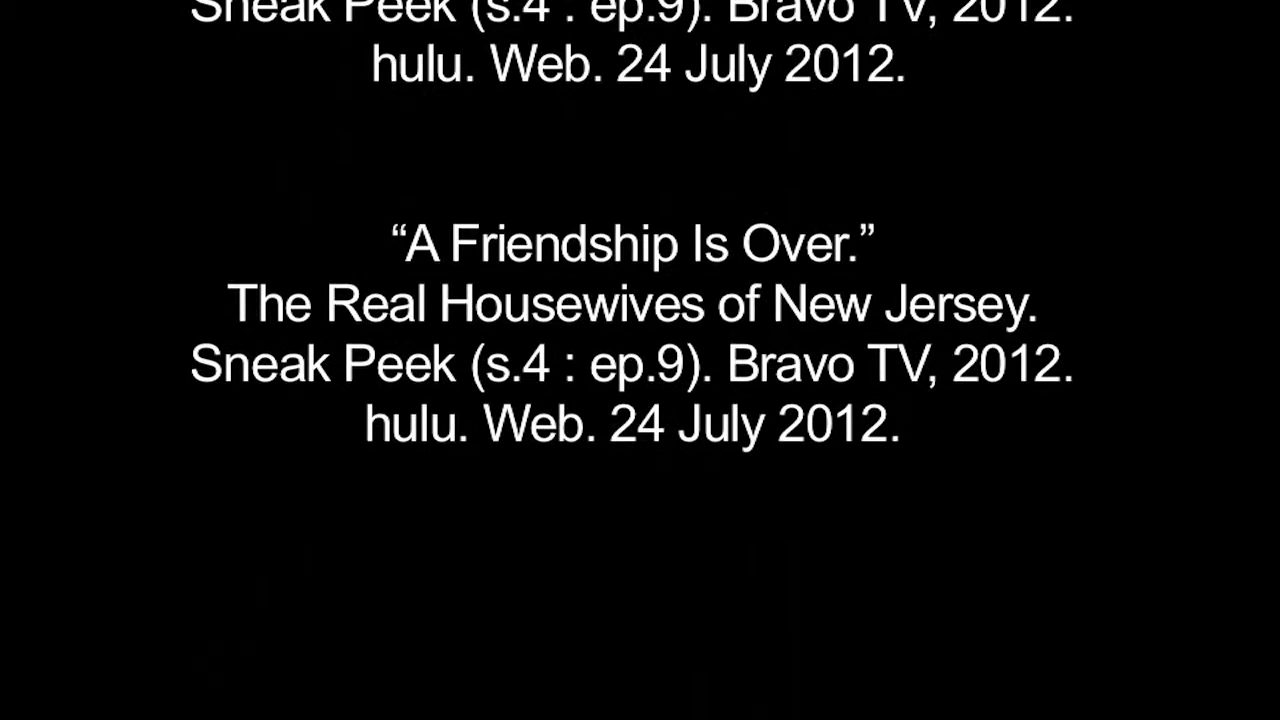 Sneak Peek (s.4 : ep.9). Bravo TV, 2012.
hulu. Web. 24 July 2012.
“A Friendship Is Over.”
The Real Housewives of New Jersey.
Sneak Peek (s.4 : ep.9). Bravo TV, 2012.
hulu. Web. 24 July 2012.